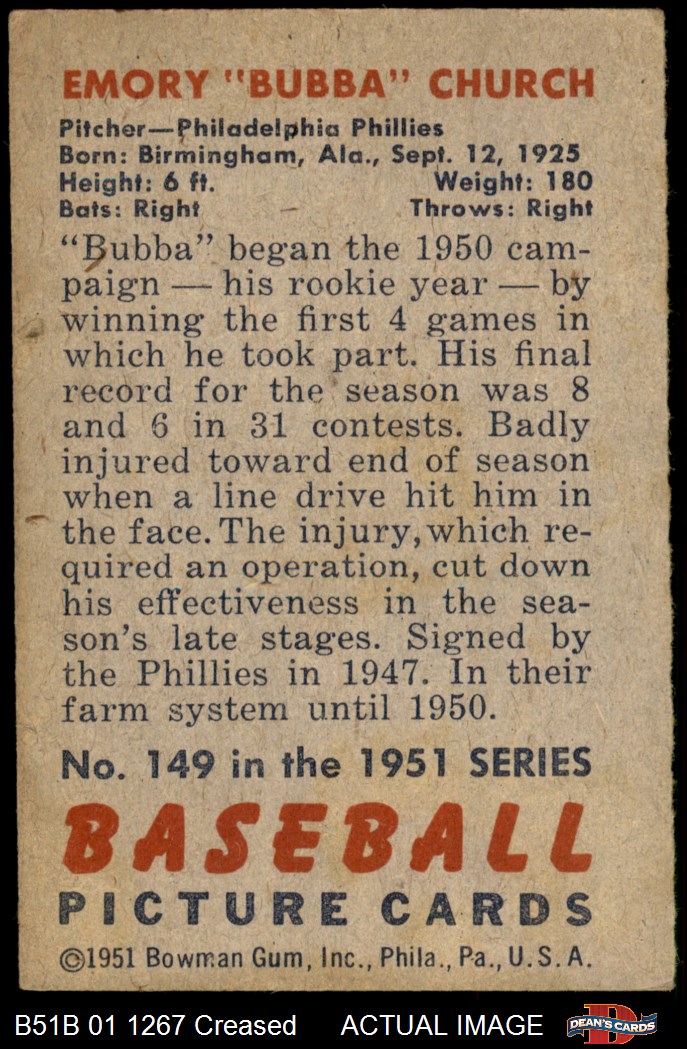 EMORY "BUBBA" CHURCH
Pitcher—Philadelphia Phillies
Born: Birmingham, Ala., Sept. 12, 1925
Height: 6 ft. Weight: 180
Bats: Right Throws: Right
"Bubba" began the 1950 cam-
paign — his rookie year — by
winning the first 4 games in
which he took part. His final
record for the season was 8
and 6 in 31 contests. Badly
injured toward end of season
when a line drive hit him in
the face. The injury, which re-
quired an operation, cut down
his effectiveness in the sea-
son's late stages. Signed by
the Phillies in 1947. In their
farm system until 1950.
No. 149 in the 1951 SERIES
BASEBALL
PICTURE CARDS
©1951 Bowman Gum, Inc., Phila., Pa., U. S. A.
B51B 01 1267 Creased ACTUAL IMAGE DEAN'S CARDS